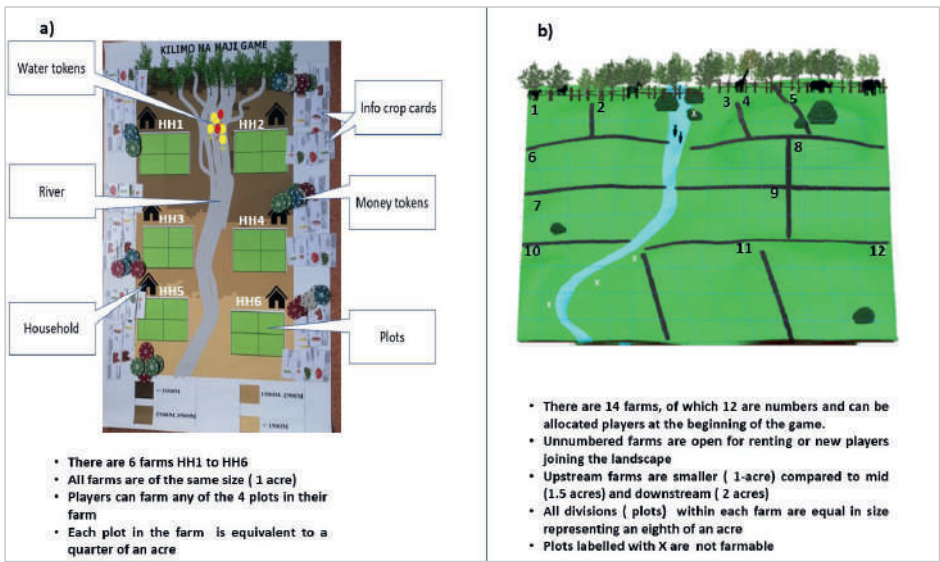 a)
KILIMO NA HAJI GAME
Water tokens
Info crop cards
HH1
HH2
River
Money tokens
HH3
HH4
Household
HH5
HH6
Plots
• There are 6 farms HH1 to HH6
• All farms are of the same size ( 1 acre)
• Players can farm any of the 4 plots in their
farm
• Each plot in the farm is equivalent to a
quarter of an acre
b)
1
2
3
4
5
X
6
8
7
9
10
11
12
X
X
X
• There are 14 farms, of which 12 are numbers and can be
allocated players at the beginning of the game.
• Unnumbered farms are open for renting or new players
joining the landscape
• Upstream farms are smaller ( 1-acre) compared to mid
(1.5 acres) and downstream ( 2 acres)
• All divisions ( plots) within each farm are equal in size
representing an eighth of an acre
• Plots labelled with X are not farmable